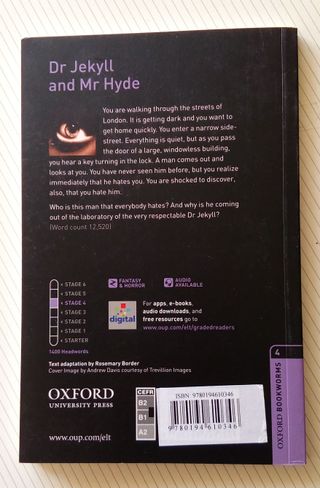 Dr Jekyll
and Mr Hyde
You are walking through the streets of
London. It is getting dark and you want to
get home quickly. You enter a narrow side-
street. Everything is quiet, but as you pass
the door of a large, windowless building,
you hear a key turning in the lock. A man comes out and
looks at you. You have never seen him before, but you realize
immediately that he hates you. You are shocked to discover,
also, that you hate him.
Who is this man that everybody hates? And why is he coming
out of the laboratory of the very respectable Dr Jekyll?
(Word count 12,520)
< STAGE 6
< STAGE 5
< STAGE 4
< STAGE 3
< STAGE 2
< STAGE 1
< STARTER
1400 Headwords
FANTASY
& HORROR
AUDIO
AVAILABLE
digital
For apps, e-books,
audio downloads, and
free resources go to
www.oup.com/elt/gradedreaders
Text adaptation by Rosemary Border
Cover image by Andrew Davis courtesy of Trevillion Images
OXFORD
UNIVERSITY PRESS
www.oup.com/elt
CEFR
B2
B1
A2
ISBN: 9780194610346
9780194 610346
4
OXFORD BOOKWORMS